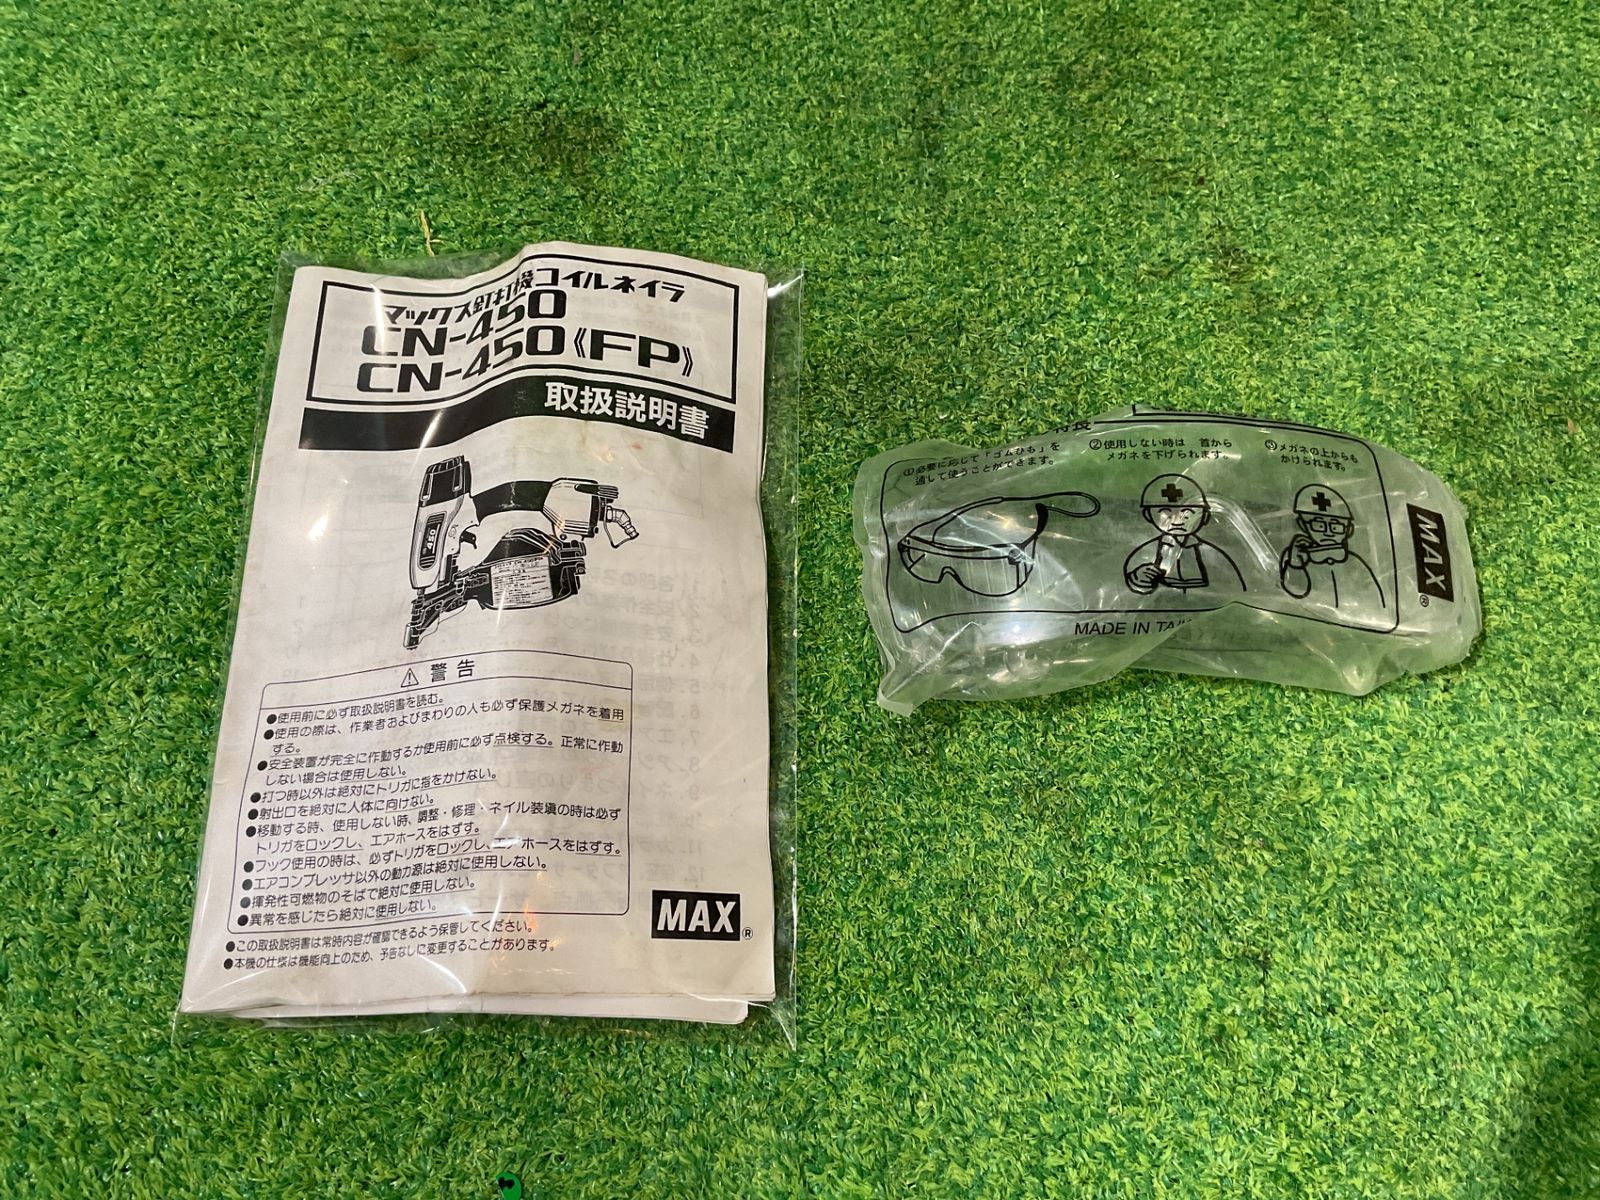 マックス釘打機コイルネイラ
CN-450
CN-450《FP》
取扱説明書
450
警告
●使用前に必ず取扱説明書を読む。
●使用の際は、作業者およびまわりの人も必ず保護メガネを着用
する。
●安全装置が完全に作動するか使用前に必ず点検する。正常に作動
しない場合は使用しない。
●打つ時以外は絶対にトリガに指をかけない。
●射出口を絶対に人体に向けない。
●移動する時、使用しない時、調整・修理・ネイル装填の時は必ず
トリガをロックし、エアホースをはずす。
●フック使用の時は、必ずトリガをロックし、エアホースをはずす。
●エアコンプレッサ以外の動力源は絶対に使用しない。
●揮発性可燃物のそばで絶対に使用しない。
●異常を感じたら絶対に使用しない。
●この取扱説明書は常時内容が確認できるよう保管してください。
●本機の仕様は機能向上のため、予告なしに変更することがあります。
MAX®
特長
①必要に応じて「ゴムひも」を
通して使うことができます。
②使用しない時は 首から
メガネを下げられます。
③メガネの上からも
かけられます。
MADE IN
MAX®